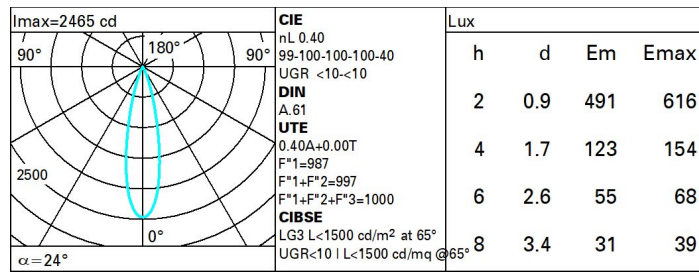 Imax=2465 cd
90° 180° 90°
2500
0°
α=24°
CIE
nL 0.40
99-100-100-100-40
UGR <10-<10
DIN
A.61
UTE
0.40A+0.00T
F"1=987
F"1+F"2=997
F"1+F"2+F"3=1000
CIBSE
LG3 L<1500 cd/m² at 65°
UGR<10 | L<1500 cd/mq @65°
Lux
h d Em Emax
2 0.9 491 616
4 1.7 123 154
6 2.6 55 68
8 3.4 31 39